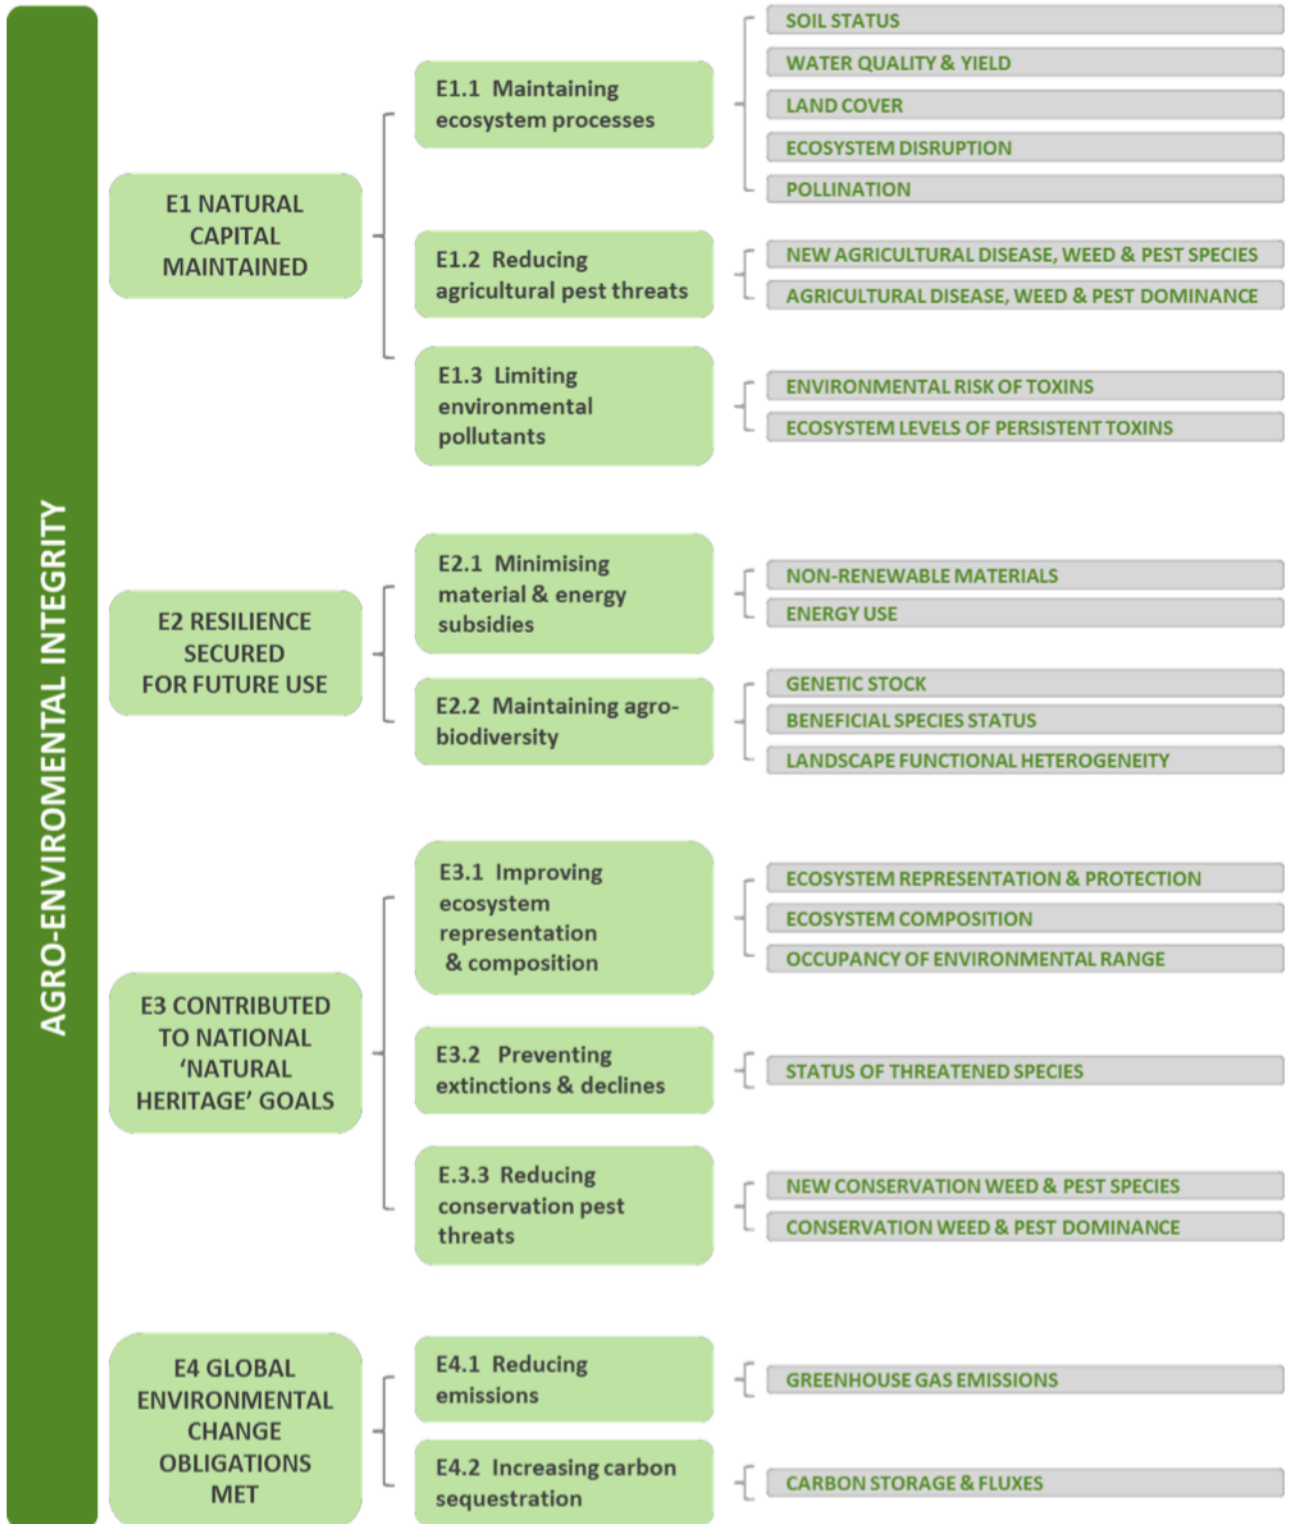 AGRO-ENVIROMENTAL INTEGRITY
E1 NATURAL
CAPITAL
MAINTAINED
E1.1 Maintaining
ecosystem processes
SOIL STATUS
WATER QUALITY & YIELD
LAND COVER
ECOSYSTEM DISRUPTION
POLLINATION
E1.2 Reducing
agricultural pest threats
NEW AGRICULTURAL DISEASE, WEED & PEST SPECIES
AGRICULTURAL DISEASE, WEED & PEST DOMINANCE
E1.3 Limiting
environmental
pollutants
ENVIRONMENTAL RISK OF TOXINS
ECOSYSTEM LEVELS OF PERSISTENT TOXINS
E2 RESILIENCE
SECURED
FOR FUTURE USE
E2.1 Minimising
material & energy
subsidies
NON-RENEWABLE MATERIALS
ENERGY USE
E2.2 Maintaining agro-
biodiversity
GENETIC STOCK
BENEFICIAL SPECIES STATUS
LANDSCAPE FUNCTIONAL HETEROGENEITY
E3 CONTRIBUTED
TO NATIONAL
‘NATURAL
HERITAGE’ GOALS
E3.1 Improving
ecosystem
representation
& composition
ECOSYSTEM REPRESENTATION & PROTECTION
ECOSYSTEM COMPOSITION
OCCUPANCY OF ENVIRONMENTAL RANGE
E3.2 Preventing
extinctions & declines
STATUS OF THREATENED SPECIES
E.3.3 Reducing
conservation pest
threats
NEW CONSERVATION WEED & PEST SPECIES
CONSERVATION WEED & PEST DOMINANCE
E4 GLOBAL
ENVIRONMENTAL
CHANGE
OBLIGATIONS
MET
E4.1 Reducing
emissions
GREENHOUSE GAS EMISSIONS
E4.2 Increasing carbon
sequestration
CARBON STORAGE & FLUXES